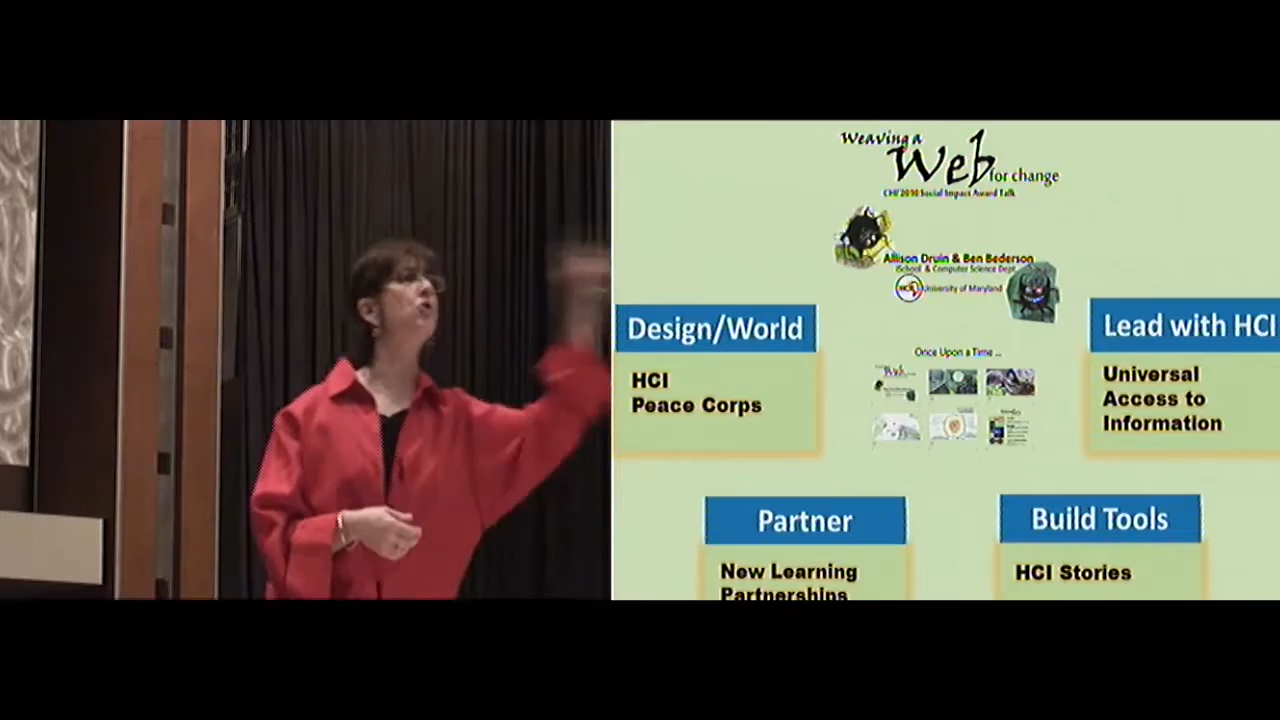 Weaving a
Web for change
CHI 2010 Social Impact Award Talk
Allison Druin & Ben Bederson
iSchool & Computer Science Dept.
University of Maryland
Design/World
HCI
Peace Corps
Once Upon a Time ...
Lead with HCI
Universal
Access to
Information
Partner
New Learning
Partnerships
Build Tools
HCI Stories